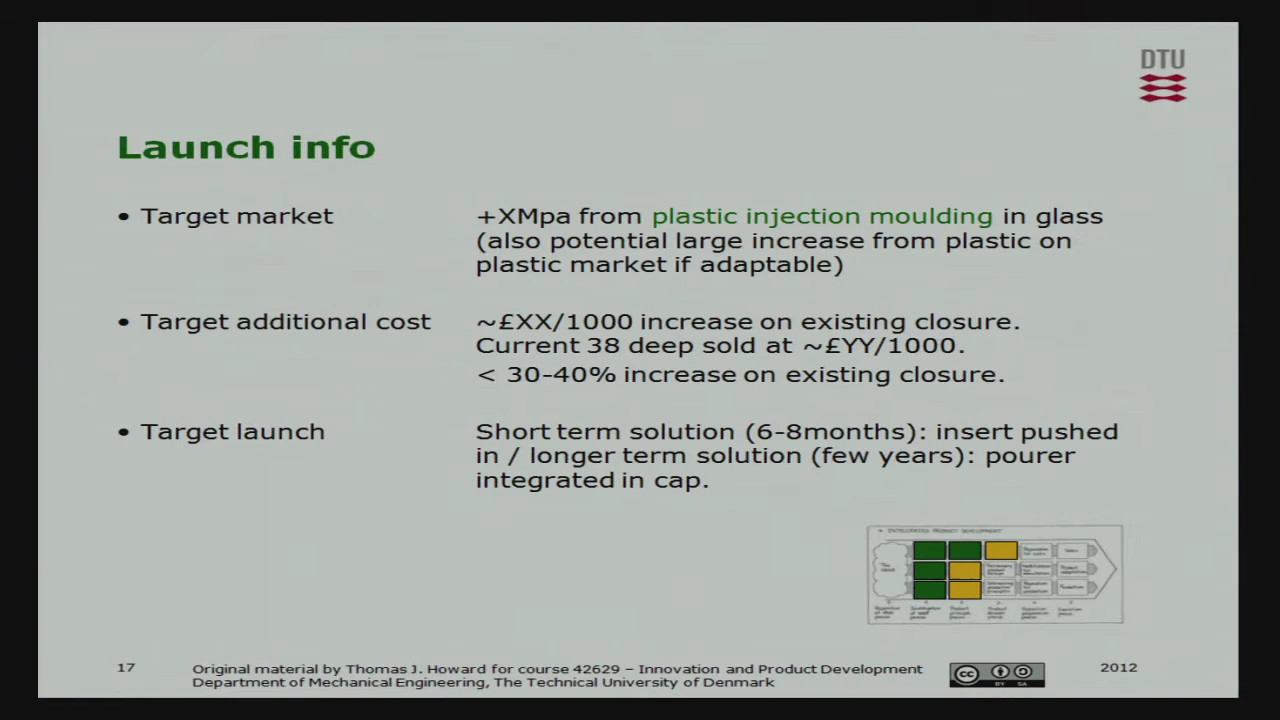 DTU
Launch info
• Target market +XMpa from plastic injection moulding in glass
(also potential large increase from plastic on
plastic market if adaptable)
• Target additional cost ~£XX/1000 increase on existing closure.
Current 38 deep sold at ~£YY/1000.
< 30-40% increase on existing closure.
• Target launch Short term solution (6-8months): insert pushed
in / longer term solution (few years): pourer
integrated in cap.
17
Original material by Thomas J. Howard for course 42629 – Innovation and Product Development
Department of Mechanical Engineering, The Technical University of Denmark
cc BY SA
2012